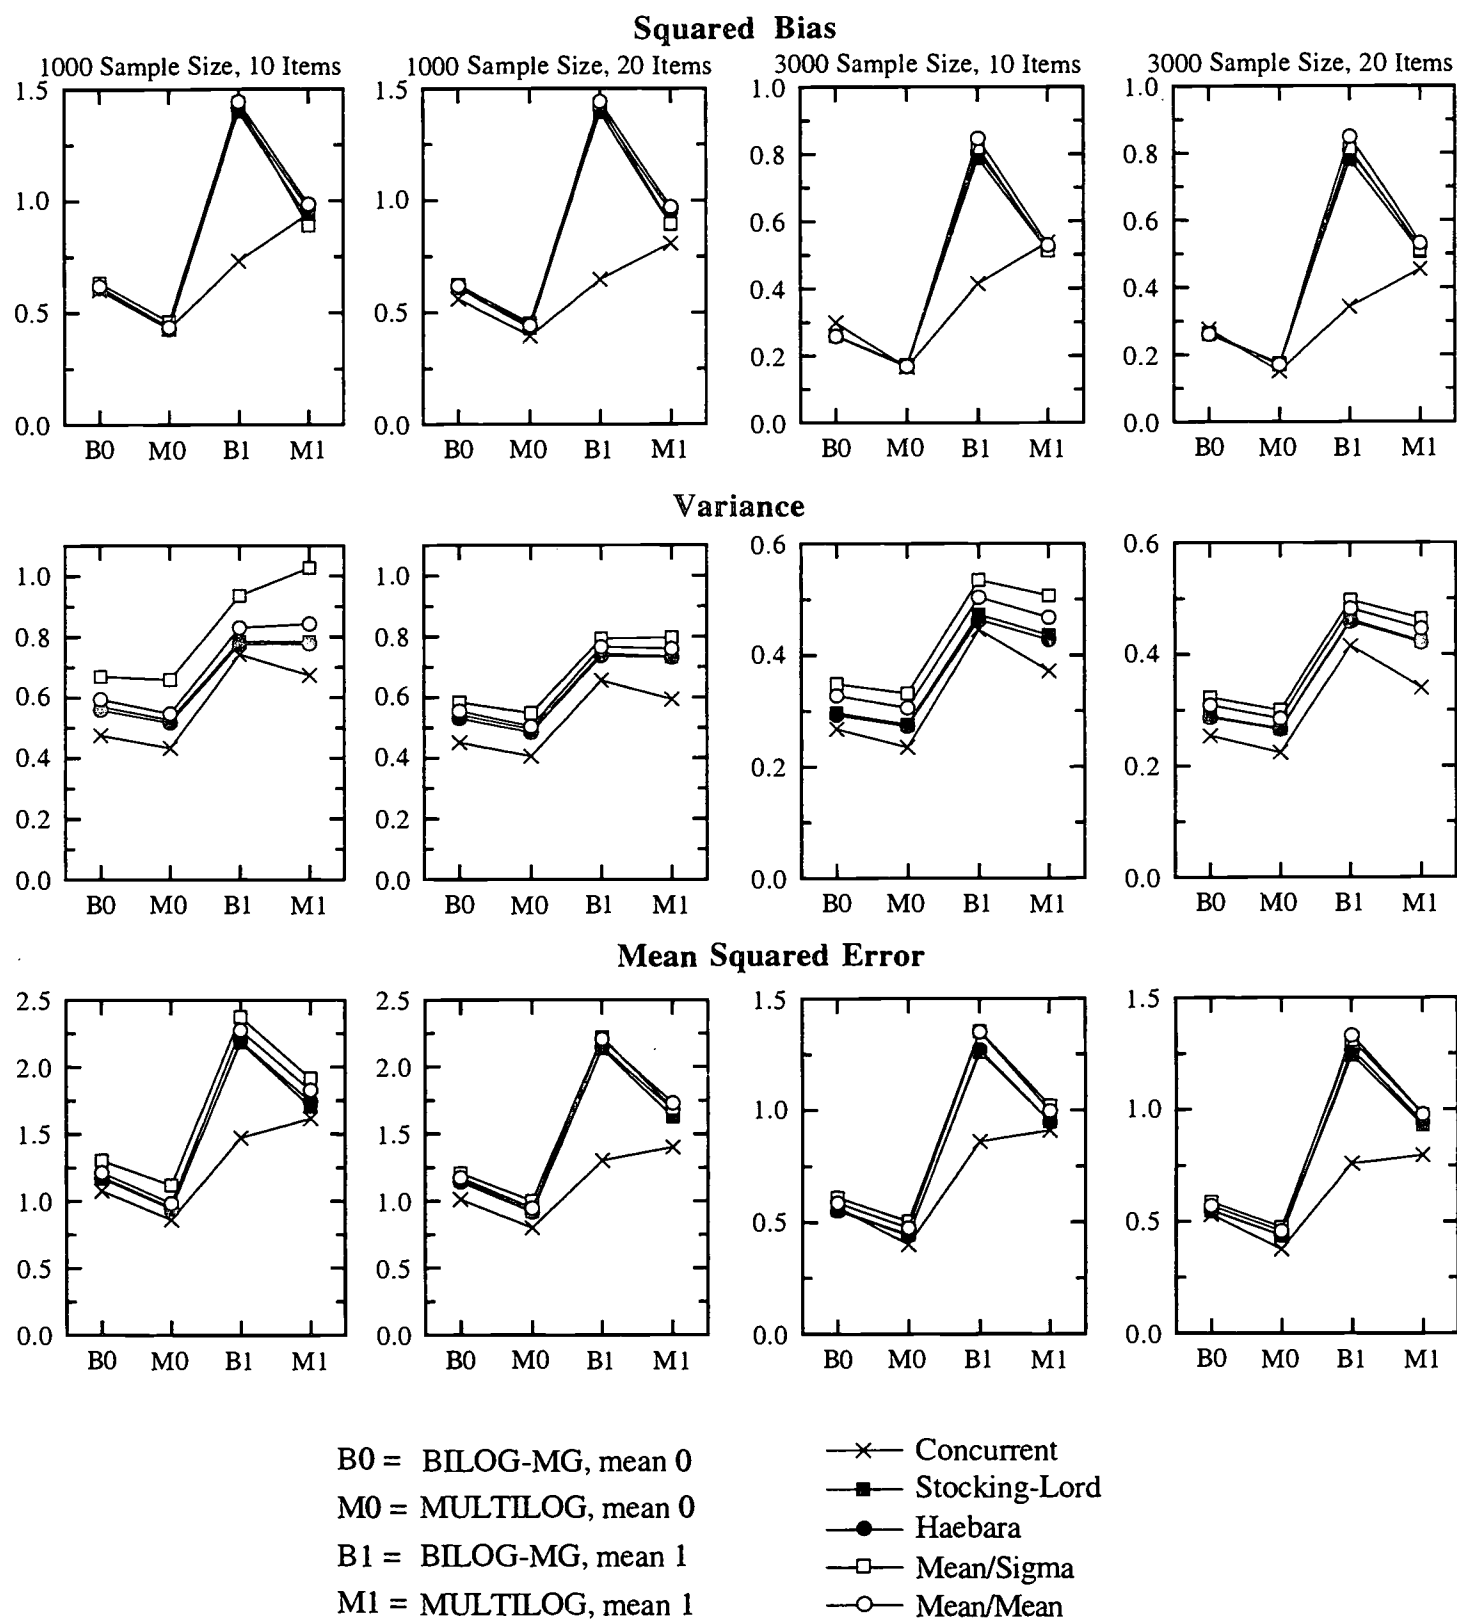 Squared Bias
1000 Sample Size, 10 Items
1000 Sample Size, 20 Items
3000 Sample Size, 10 Items
3000 Sample Size, 20 Items
1.5
1.0
0.5
0.0
B0 M0 B1 M1
1.5
1.0
0.5
0.0
B0 M0 B1 M1
1.0
0.8
0.6
0.4
0.2
0.0
B0 M0 B1 M1
1.0
0.8
0.6
0.4
0.2
0.0
B0 M0 B1 M1
Variance
1.0
0.8
0.6
0.4
0.2
0.0
B0 M0 B1 M1
1.0
0.8
0.6
0.4
0.2
0.0
B0 M0 B1 M1
0.6
0.4
0.2
0.0
B0 M0 B1 M1
0.6
0.4
0.2
0.0
B0 M0 B1 M1
Mean Squared Error
2.5
2.0
1.5
1.0
0.5
0.0
B0 M0 B1 M1
2.5
2.0
1.5
1.0
0.5
0.0
B0 M0 B1 M1
1.5
1.0
0.5
0.0
B0 M0 B1 M1
1.5
1.0
0.5
0.0
B0 M0 B1 M1
B0 = BILOG-MG, mean 0
M0 = MULTILOG, mean 0
B1 = BILOG-MG, mean 1
M1 = MULTILOG, mean 1
Concurrent
Stocking-Lord
Haebara
Mean/Sigma
Mean/Mean